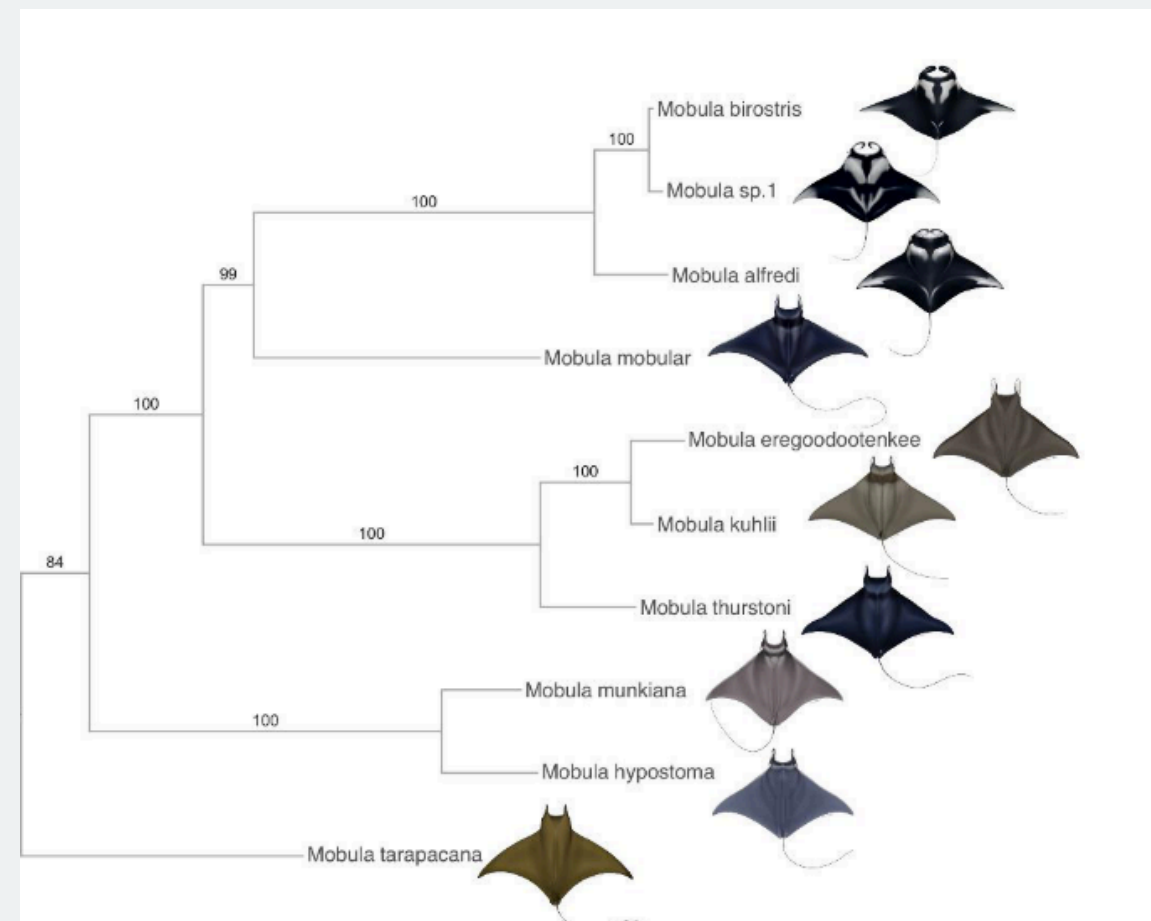 Mobula birostris
100
Mobula sp.1
100
Mobula alfredi
99
Mobula mobular
100
Mobula eregoodootenkee
100
Mobula kuhlii
100
84
Mobula thurstoni
Mobula munkiana
100
Mobula hypostoma
Mobula tarapacana